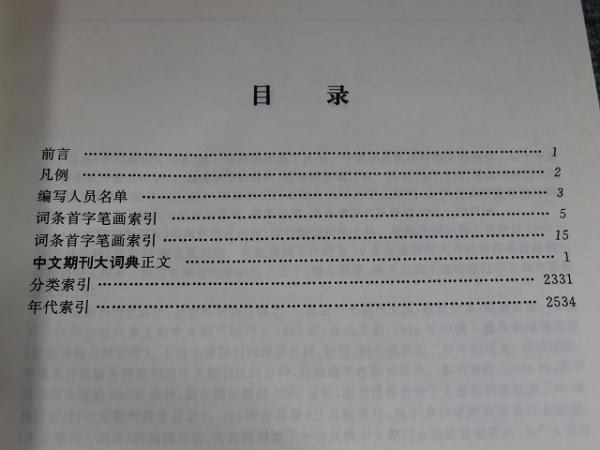 目 录
前言 …… 1
凡例 …… 2
编写人员名单 …… 3
词条首字笔画索引 …… 5
词条首字笔画索引 …… 15
中文期刊大词典正文 …… 1
分类索引 …… 2331
年代索引 …… 2534